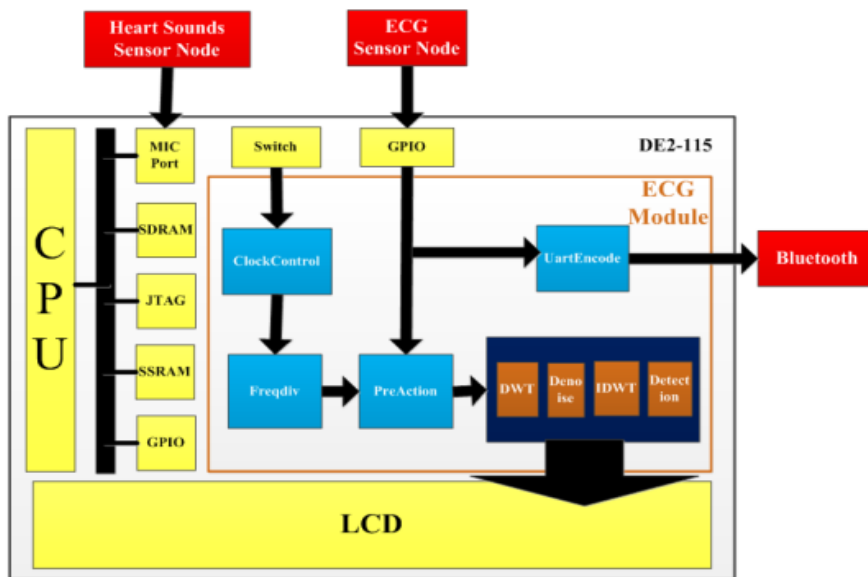 Heart Sounds
Sensor Node
ECG
Sensor Node
MIC
Port
Switch
GPIO
DE2-115
ECG
Module
CPU
SDRAM
ClockControl
UartEncode
Bluetooth
JTAG
SSRAM
Freqdiv
PreAction
DWT
Deno
ise
IDWT
Detect
ion
GPIO
LCD